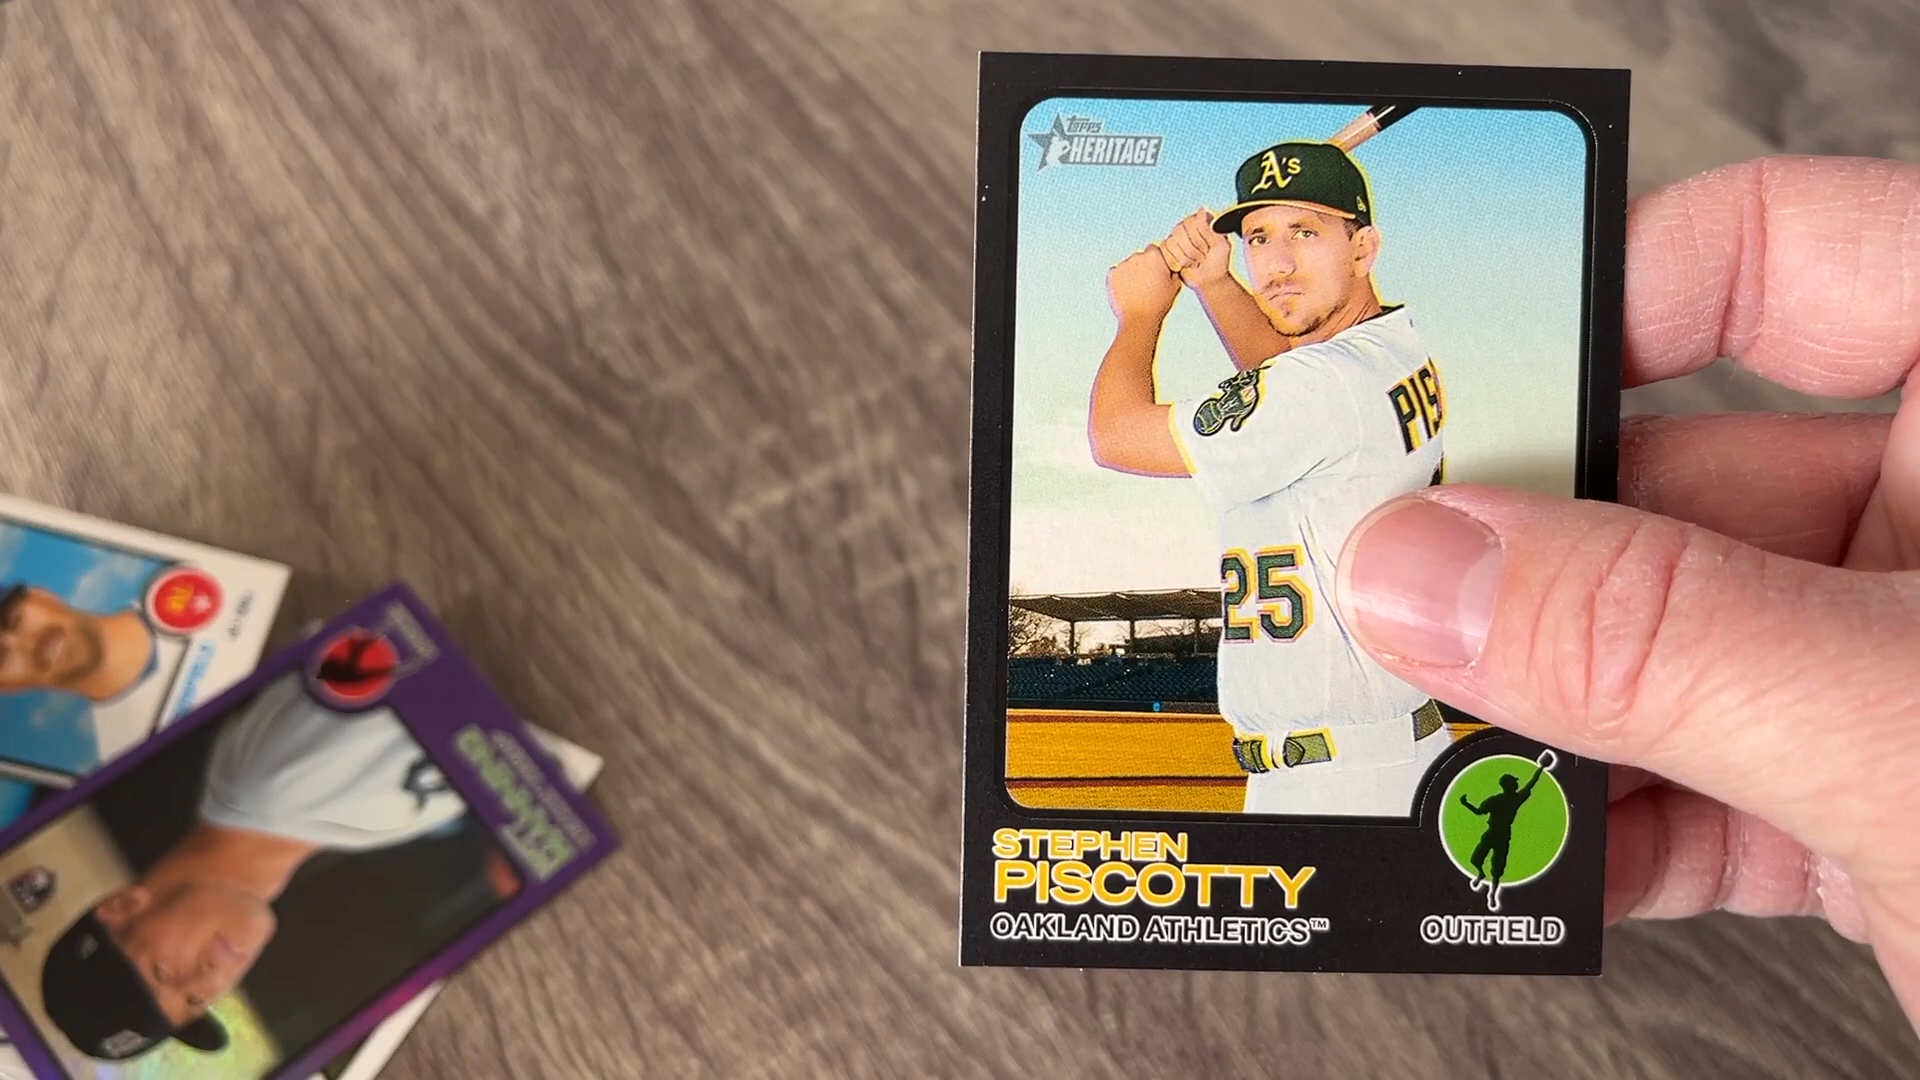 Topps
HERITAGE
A's
PIS
25
STEPHEN
PISCOTTY
OAKLAND ATHLETICS™
OUTFIELD